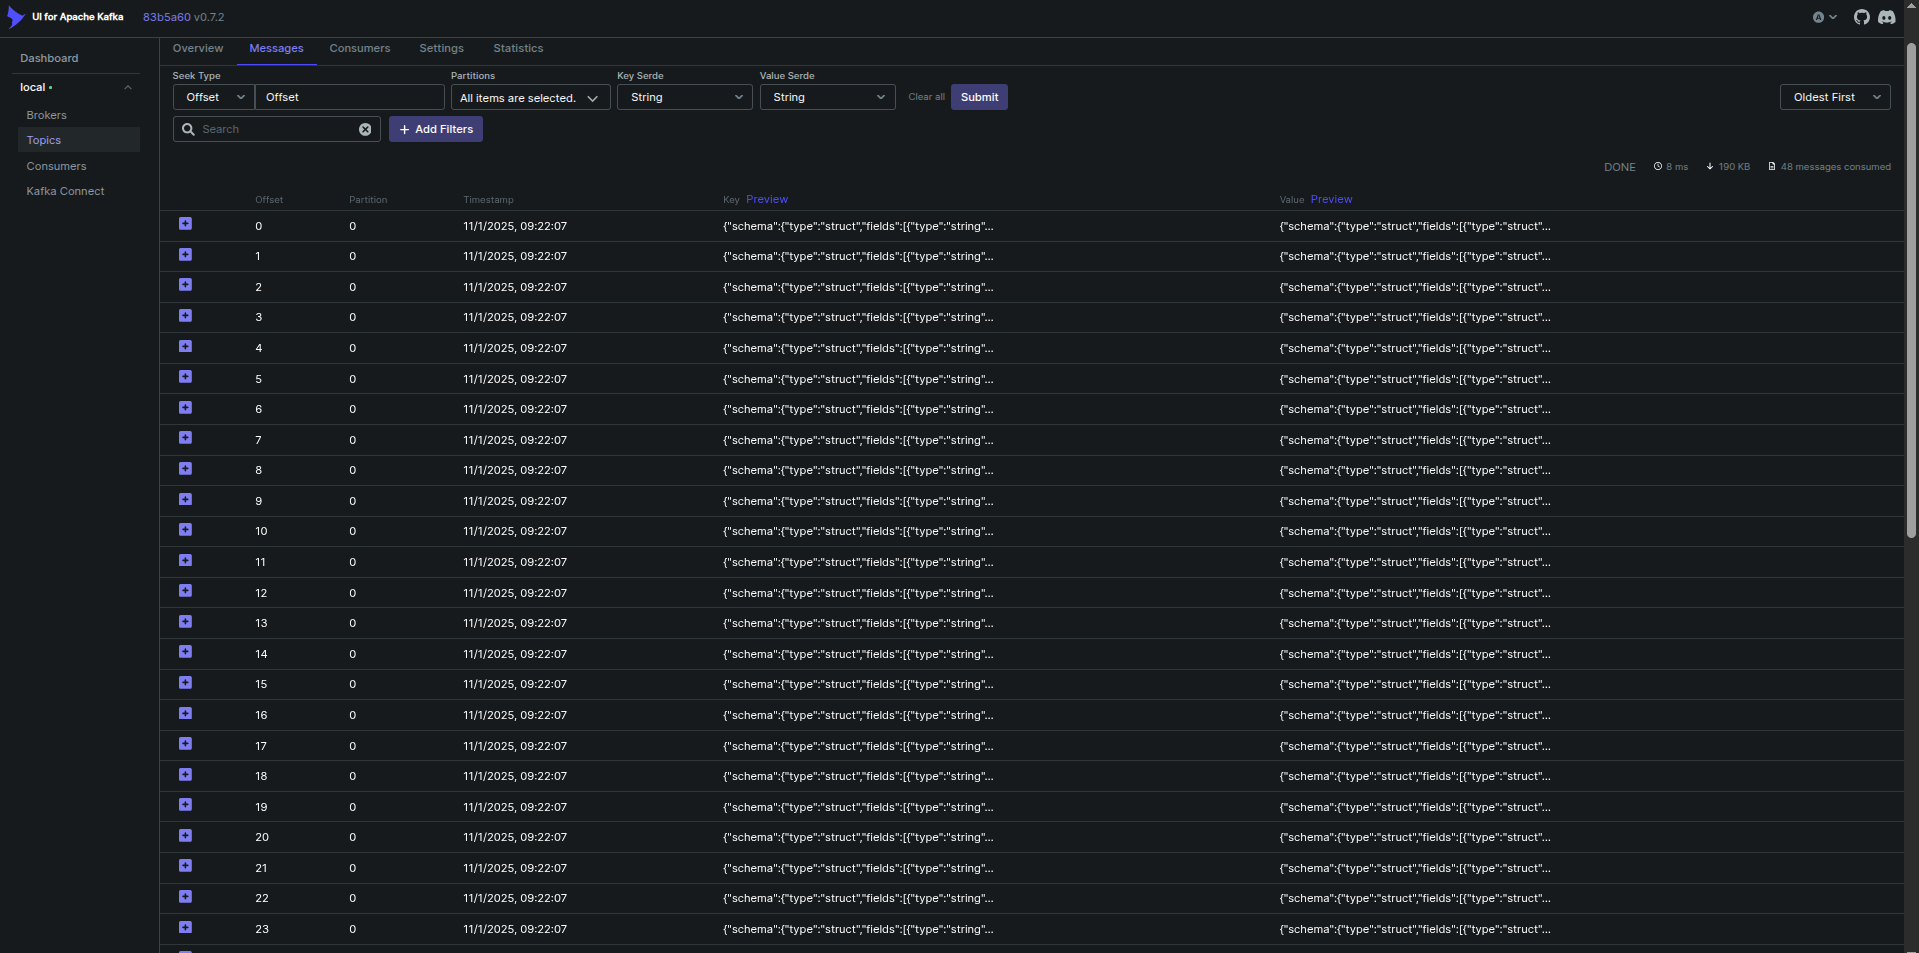 UI for Apache Kafka 83b5a60 v0.7.2 A
Dashboard
local
Brokers
Topics
Consumers
Kafka Connect
Overview Messages Consumers Settings Statistics
Seek Type Partitions Key Serde Value Serde
Offset Offset All items are selected. String String Clear all Submit Oldest First
Search Add Filters
DONE 8 ms 190 KB 48 messages consumed
Offset Partition Timestamp Key Preview Value Preview
0 0 11/1/2025, 09:22:07 {"schema":{"type":"struct","fields":[{"type":"string"... {"schema":{"type":"struct","fields":[{"type":"struct"...
1 0 11/1/2025, 09:22:07 {"schema":{"type":"struct","fields":[{"type":"string"... {"schema":{"type":"struct","fields":[{"type":"struct"...
2 0 11/1/2025, 09:22:07 {"schema":{"type":"struct","fields":[{"type":"string"... {"schema":{"type":"struct","fields":[{"type":"struct"...
3 0 11/1/2025, 09:22:07 {"schema":{"type":"struct","fields":[{"type":"string"... {"schema":{"type":"struct","fields":[{"type":"struct"...
4 0 11/1/2025, 09:22:07 {"schema":{"type":"struct","fields":[{"type":"string"... {"schema":{"type":"struct","fields":[{"type":"struct"...
5 0 11/1/2025, 09:22:07 {"schema":{"type":"struct","fields":[{"type":"string"... {"schema":{"type":"struct","fields":[{"type":"struct"...
6 0 11/1/2025, 09:22:07 {"schema":{"type":"struct","fields":[{"type":"string"... {"schema":{"type":"struct","fields":[{"type":"struct"...
7 0 11/1/2025, 09:22:07 {"schema":{"type":"struct","fields":[{"type":"string"... {"schema":{"type":"struct","fields":[{"type":"struct"...
8 0 11/1/2025, 09:22:07 {"schema":{"type":"struct","fields":[{"type":"string"... {"schema":{"type":"struct","fields":[{"type":"struct"...
9 0 11/1/2025, 09:22:07 {"schema":{"type":"struct","fields":[{"type":"string"... {"schema":{"type":"struct","fields":[{"type":"struct"...
10 0 11/1/2025, 09:22:07 {"schema":{"type":"struct","fields":[{"type":"string"... {"schema":{"type":"struct","fields":[{"type":"struct"...
11 0 11/1/2025, 09:22:07 {"schema":{"type":"struct","fields":[{"type":"string"... {"schema":{"type":"struct","fields":[{"type":"struct"...
12 0 11/1/2025, 09:22:07 {"schema":{"type":"struct","fields":[{"type":"string"... {"schema":{"type":"struct","fields":[{"type":"struct"...
13 0 11/1/2025, 09:22:07 {"schema":{"type":"struct","fields":[{"type":"string"... {"schema":{"type":"struct","fields":[{"type":"struct"...
14 0 11/1/2025, 09:22:07 {"schema":{"type":"struct","fields":[{"type":"string"... {"schema":{"type":"struct","fields":[{"type":"struct"...
15 0 11/1/2025, 09:22:07 {"schema":{"type":"struct","fields":[{"type":"string"... {"schema":{"type":"struct","fields":[{"type":"struct"...
16 0 11/1/2025, 09:22:07 {"schema":{"type":"struct","fields":[{"type":"string"... {"schema":{"type":"struct","fields":[{"type":"struct"...
17 0 11/1/2025, 09:22:07 {"schema":{"type":"struct","fields":[{"type":"string"... {"schema":{"type":"struct","fields":[{"type":"struct"...
18 0 11/1/2025, 09:22:07 {"schema":{"type":"struct","fields":[{"type":"string"... {"schema":{"type":"struct","fields":[{"type":"struct"...
19 0 11/1/2025, 09:22:07 {"schema":{"type":"struct","fields":[{"type":"string"... {"schema":{"type":"struct","fields":[{"type":"struct"...
20 0 11/1/2025, 09:22:07 {"schema":{"type":"struct","fields":[{"type":"string"... {"schema":{"type":"struct","fields":[{"type":"struct"...
21 0 11/1/2025, 09:22:07 {"schema":{"type":"struct","fields":[{"type":"string"... {"schema":{"type":"struct","fields":[{"type":"struct"...
22 0 11/1/2025, 09:22:07 {"schema":{"type":"struct","fields":[{"type":"string"... {"schema":{"type":"struct","fields":[{"type":"struct"...
23 0 11/1/2025, 09:22:07 {"schema":{"type":"struct","fields":[{"type":"string"... {"schema":{"type":"struct","fields":[{"type":"struct"...